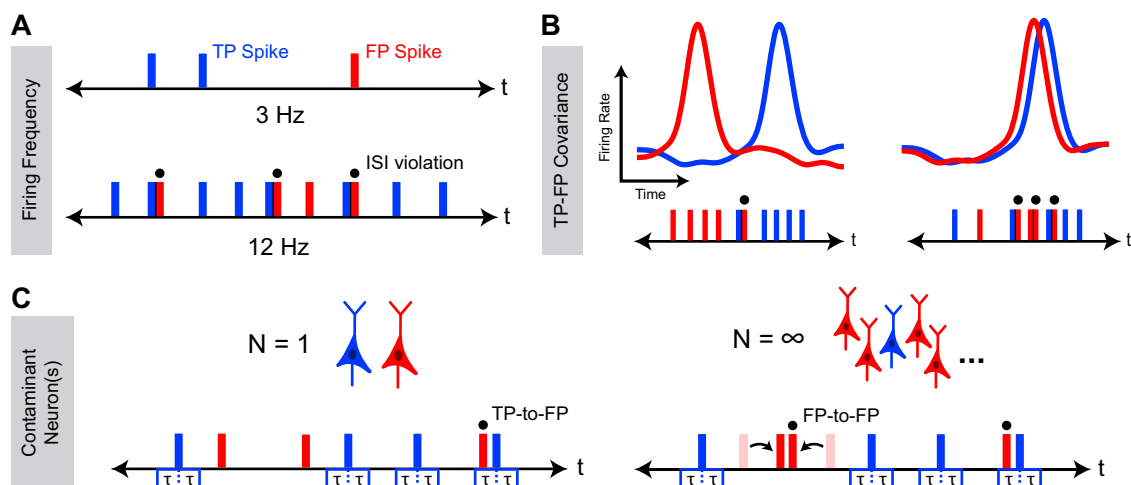 A
Firing Frequency
TP Spike
FP Spike
t
3 Hz
ISI violation
t
12 Hz
B
TP-FP Covariance
Firing Rate
Time
t
t
C
Contaminant
Neuron(s)
N = 1
TP-to-FP
t
τ τ
τ τ
τ τ
τ τ
N = ∞
...
FP-to-FP
t
τ τ
τ τ
τ τ
τ τ